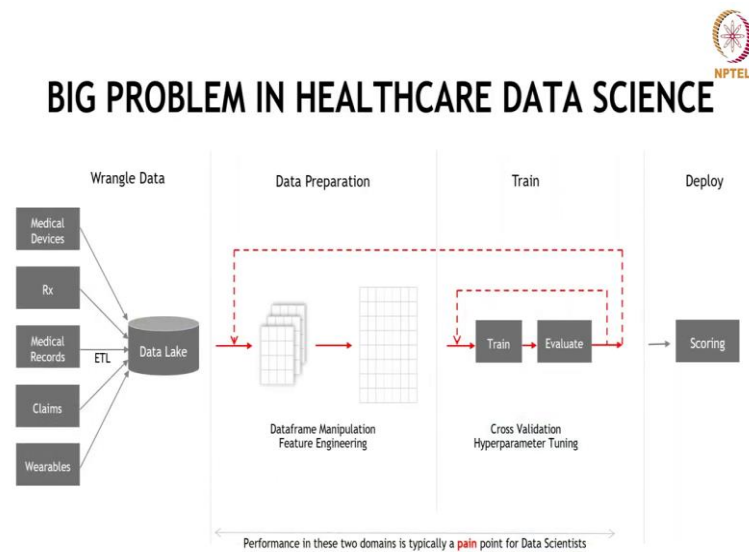 NPTEL
BIG PROBLEM IN HEALTHCARE DATA SCIENCE
Wrangle Data
Data Preparation
Train
Deploy
Medical
Devices
Rx
Medical
Records
Claims
Wearables
ETL
Data Lake
Train
Evaluate
Scoring
Dataframe Manipulation
Feature Engineering
Cross Validation
Hyperparameter Tuning
Performance in these two domains is typically a pain point for Data Scientists